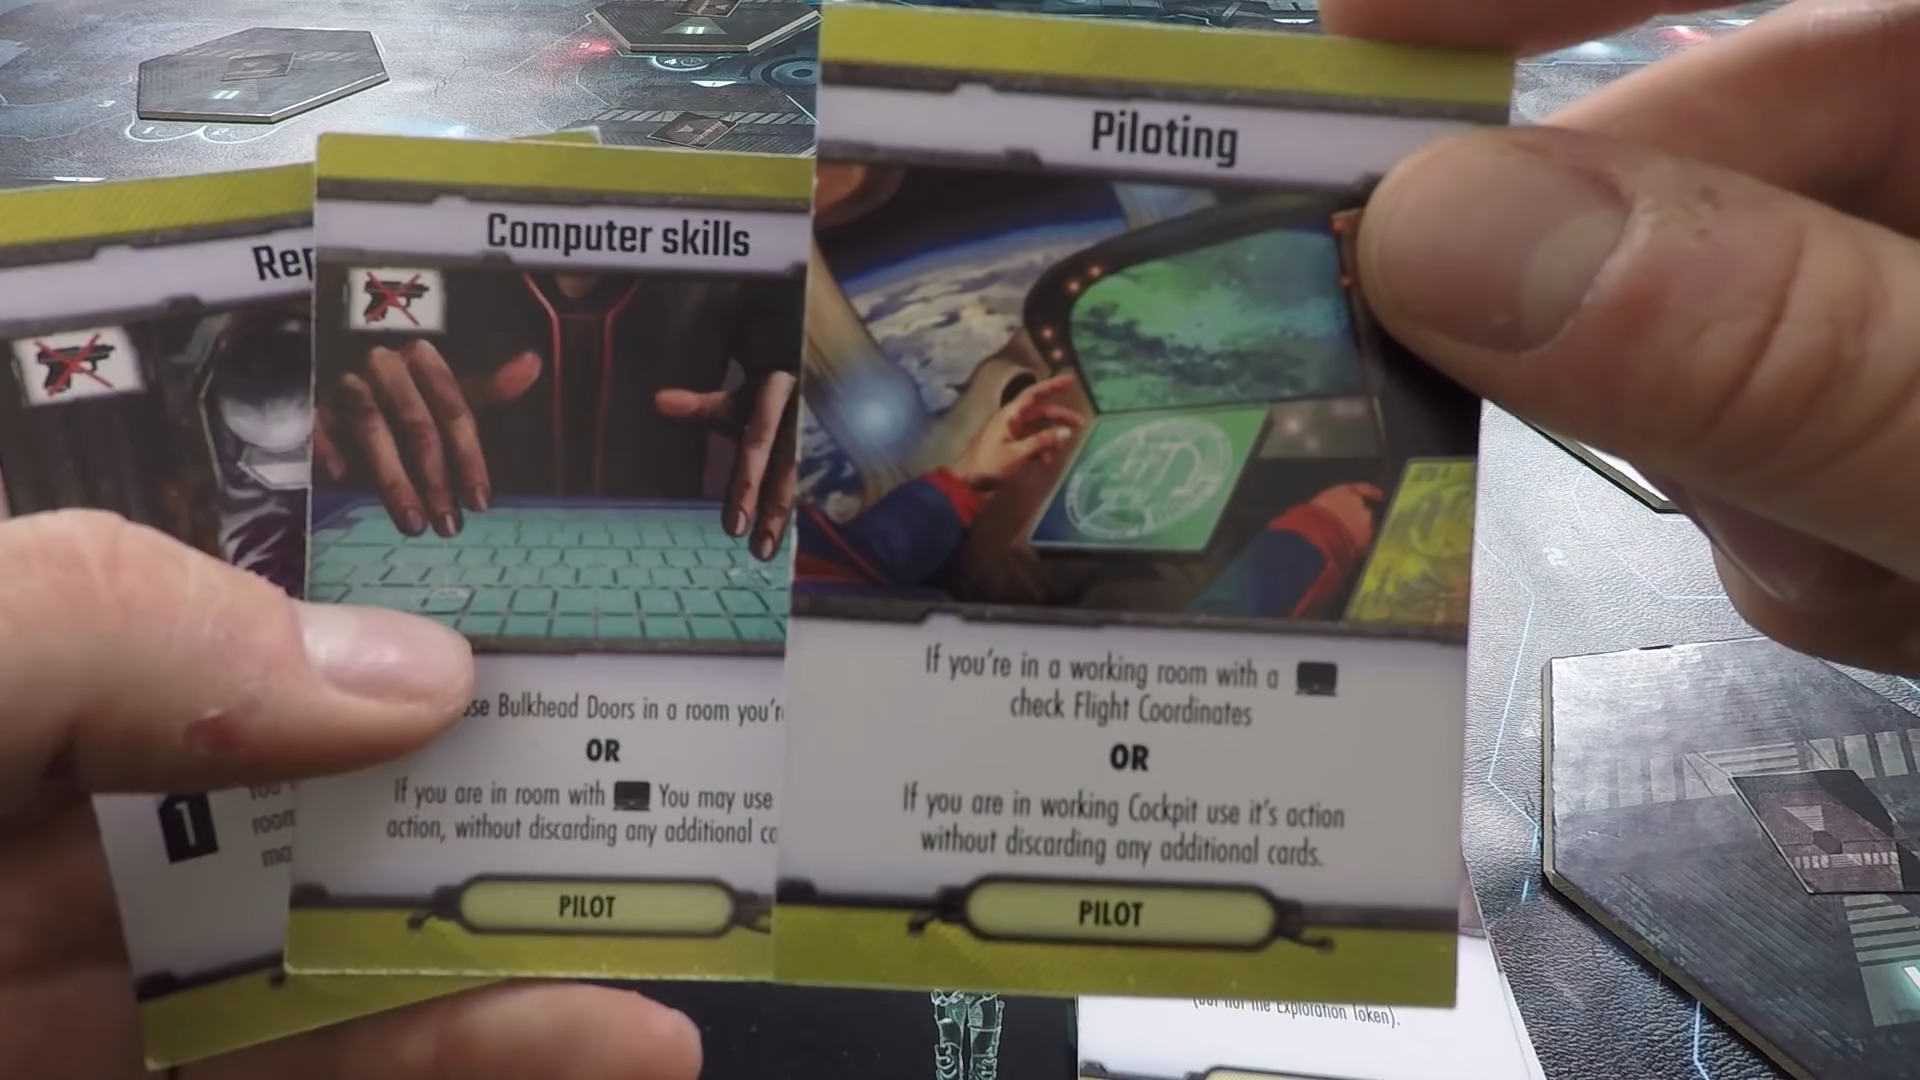 Piloting
If you're in a working room with a
check Flight Coordinates
OR
If you are in working Cockpit use it's action
without discarding any additional cards.
PILOT
Computer skills
Bulkhead Doors in a room
OR
If you are in room with You may use
action, without discarding any additional
PILOT
1
Exploration Token).